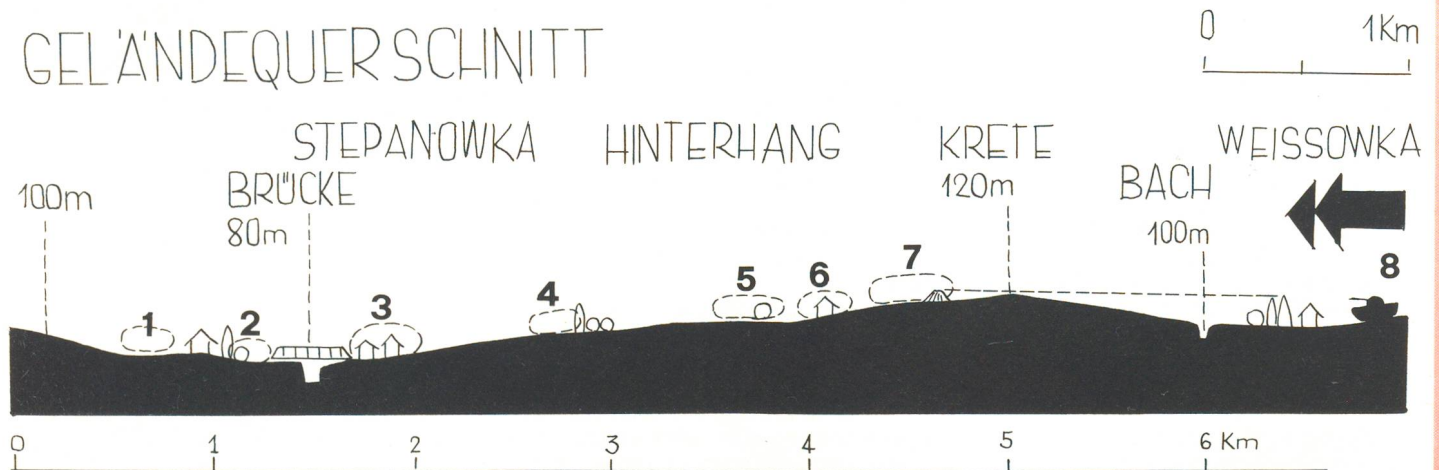 GELÄNDEQUERSCHNITT
0 1Km
STEPANOWKA HINTERHANG KRETE WEISSOWKA
100m BRÜCKE 120m BACH
80m 100m
1 2 3 4 5 6 7 8
0 1 2 3 4 5 6 Km